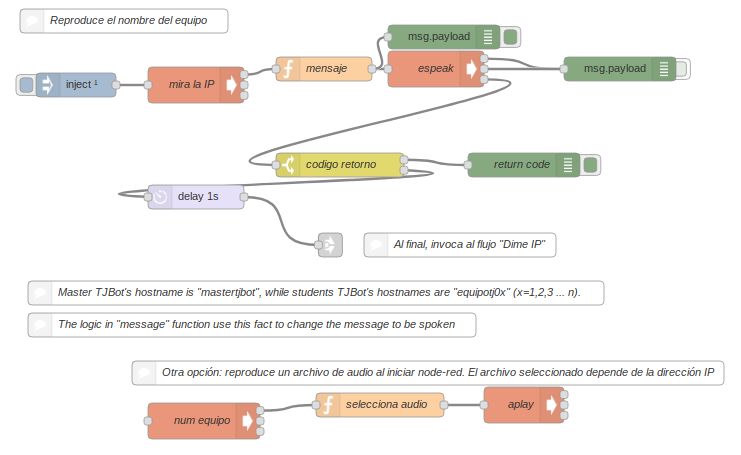 Reproduce el nombre del equipo
msg.payload
inject ¹
mira la IP
mensaje
espeak
msg.payload
codigo retorno
return code
delay 1s
Al final, invoca al flujo "Dime IP"
Master TJBot's hostname is "mastertjbot", while students TJBot's hostnames are "equipotj0x" (x=1,2,3 ... n).
The logic in "message" function use this fact to change the message to be spoken
Otra opción: reproduce un archivo de audio al iniciar node-red. El archivo seleccionado depende de la dirección IP
num equipo
selecciona audio
aplay